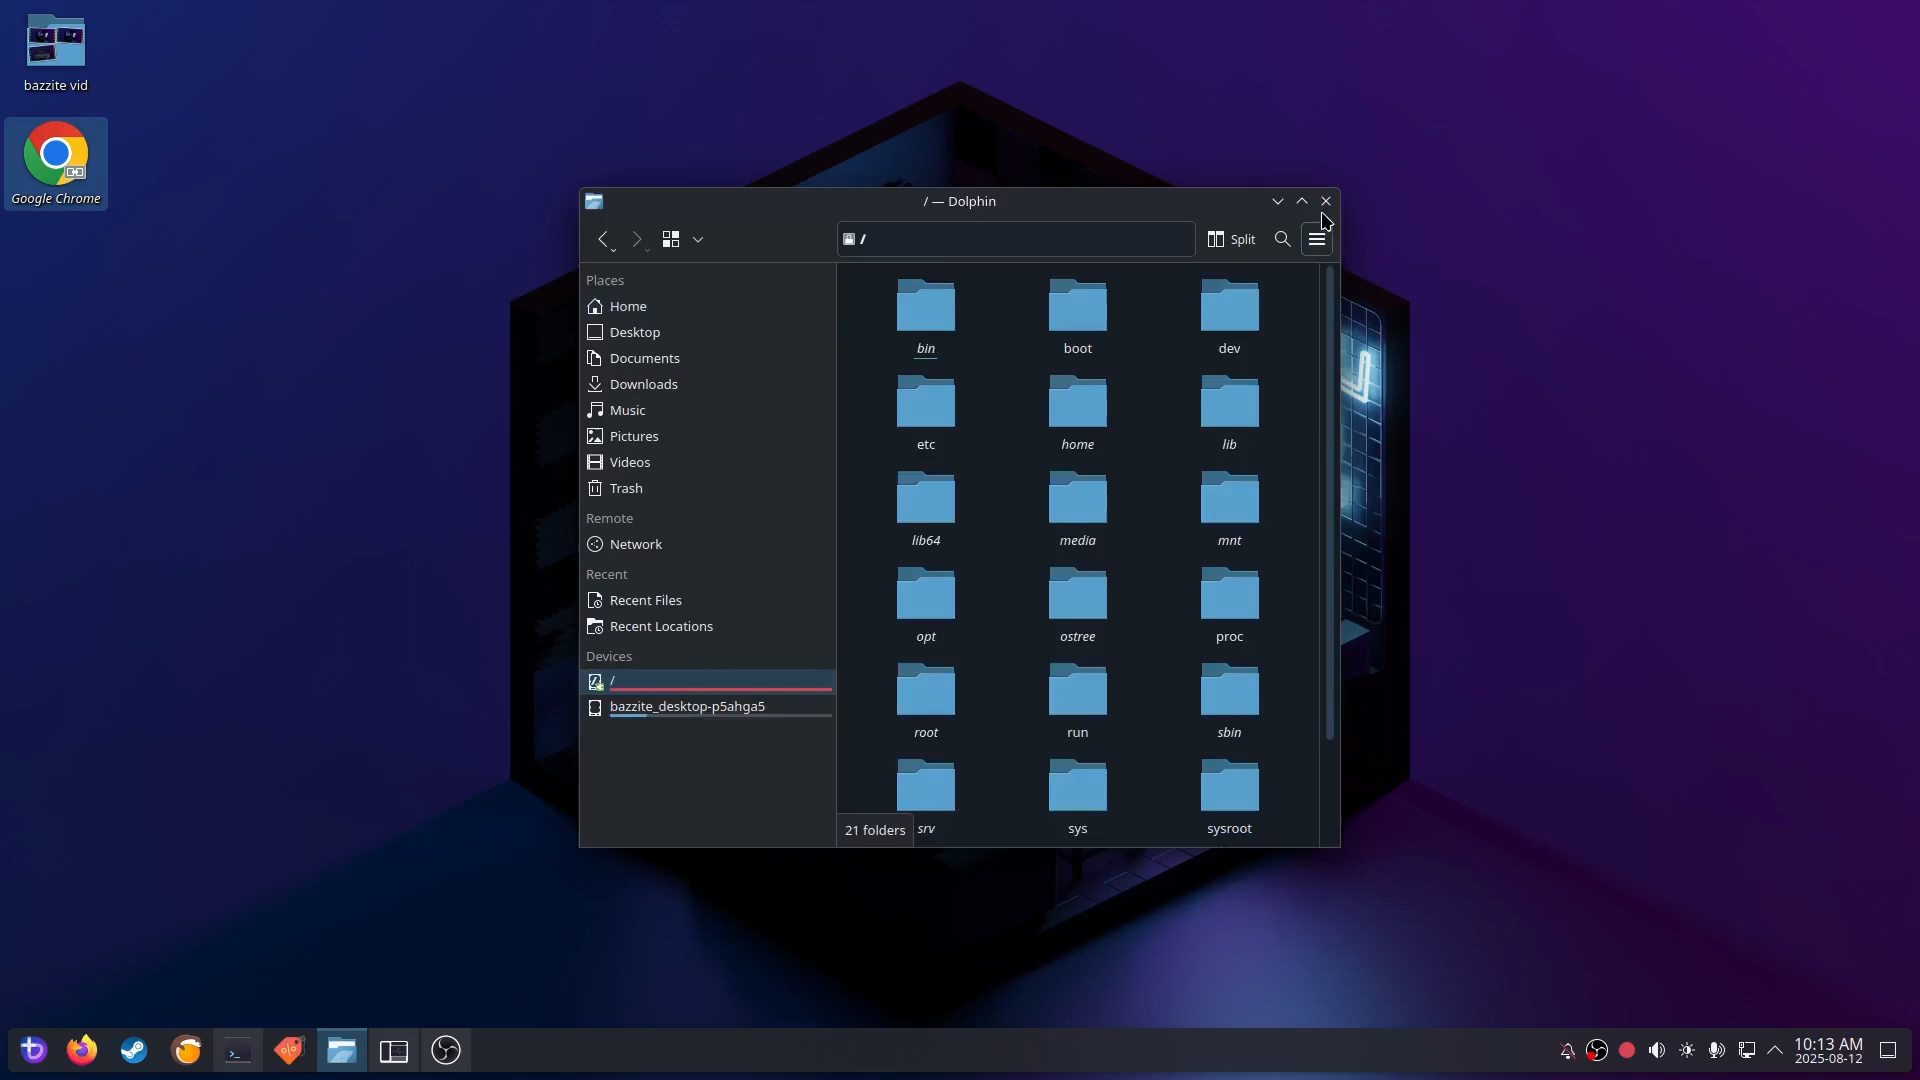 bazzite vid
Google Chrome
/ — Dolphin
/
Split
Places
Home
Desktop
Documents
Downloads
Music
Pictures
Videos
Trash
Remote
Network
Recent
Recent Files
Recent Locations
Devices
/
bazzite_desktop-p5ahga5
bin
boot
dev
etc
home
lib
lib64
media
mnt
opt
ostree
proc
root
run
sbin
srv
sys
sysroot
21 folders
10:13 AM
2025-08-12